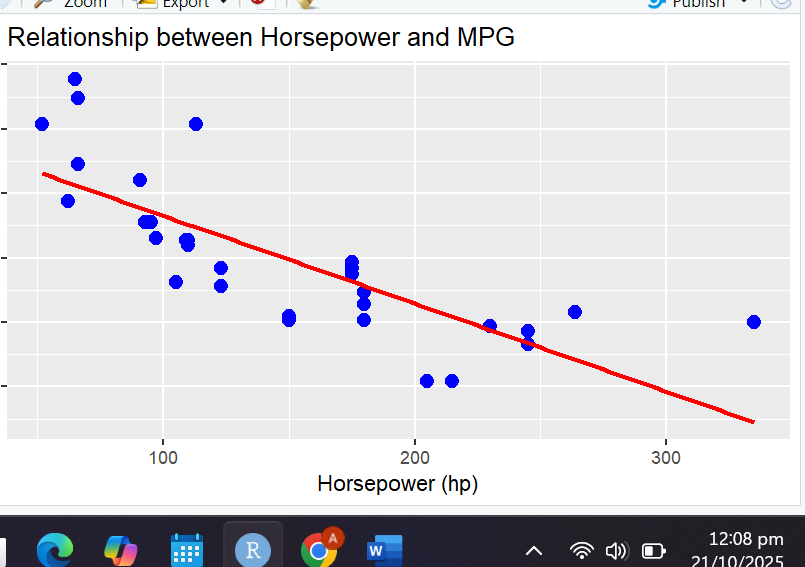 Zoom Export Publish
Relationship between Horsepower and MPG
100 200 300
Horsepower (hp)
A
R
W
12:08 pm
21/10/2025